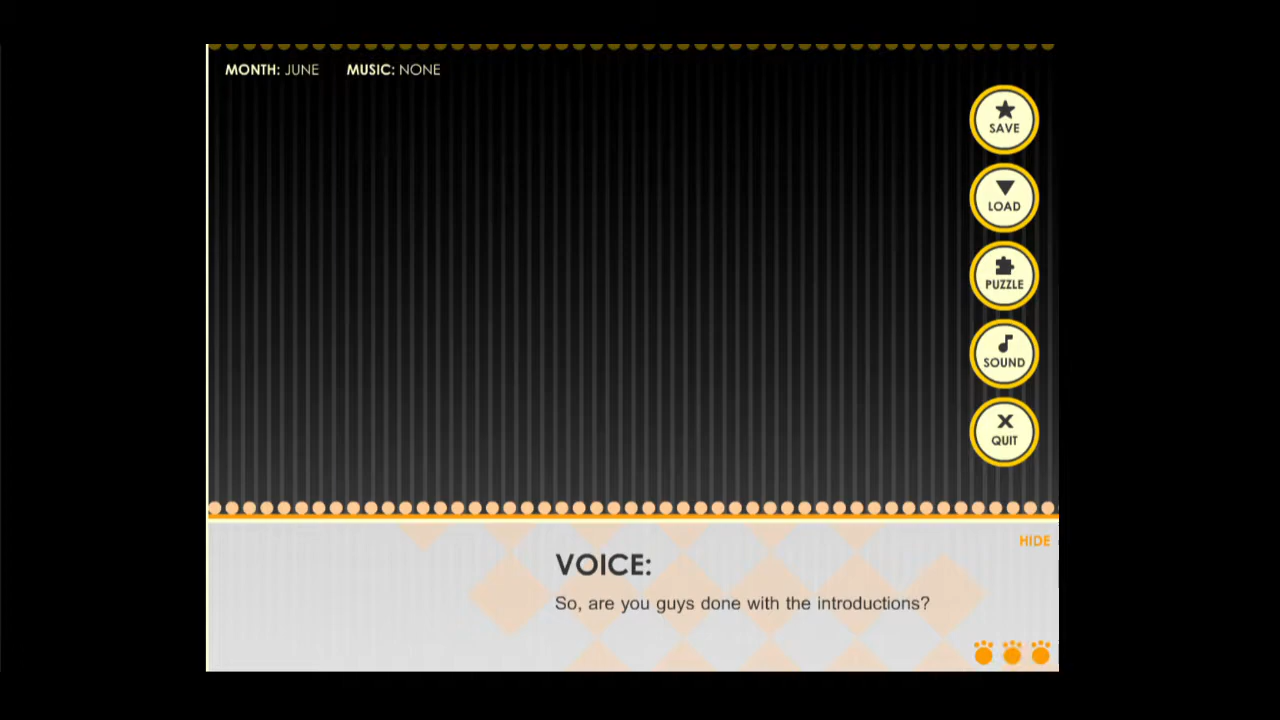 MONTH: JUNE MUSIC: NONE
SAVE
LOAD
PUZZLE
SOUND
QUIT
HIDE
VOICE:
So, are you guys done with the introductions?